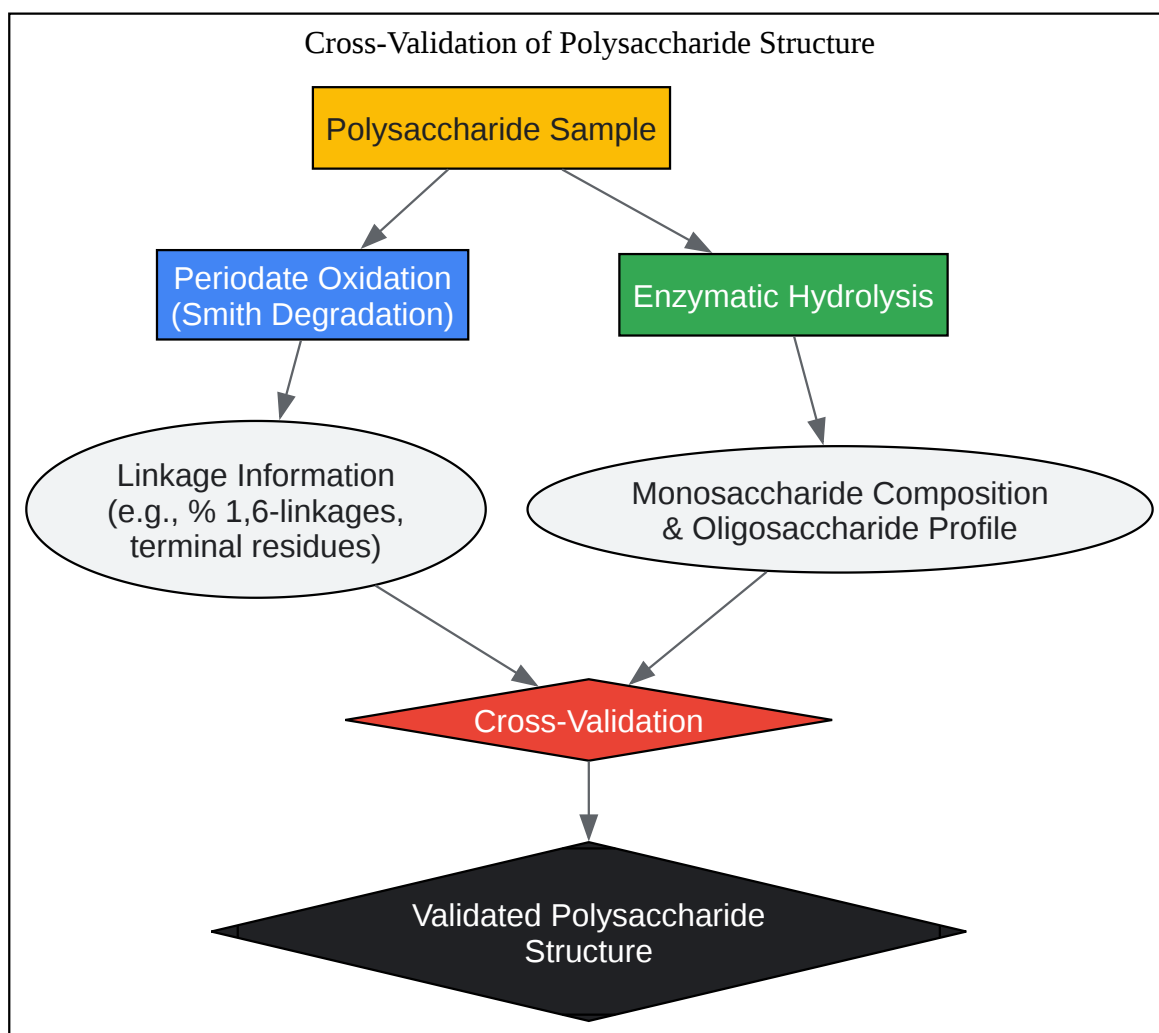 Cross-Validation of Polysaccharide Structure
Polysaccharide Sample
Periodate Oxidation
(Smith Degradation)
Enzymatic Hydrolysis
Linkage Information
(e.g., % 1,6-linkages,
terminal residues)
Monosaccharide Composition
& Oligosaccharide Profile
Cross-Validation
Validated Polysaccharide
Structure